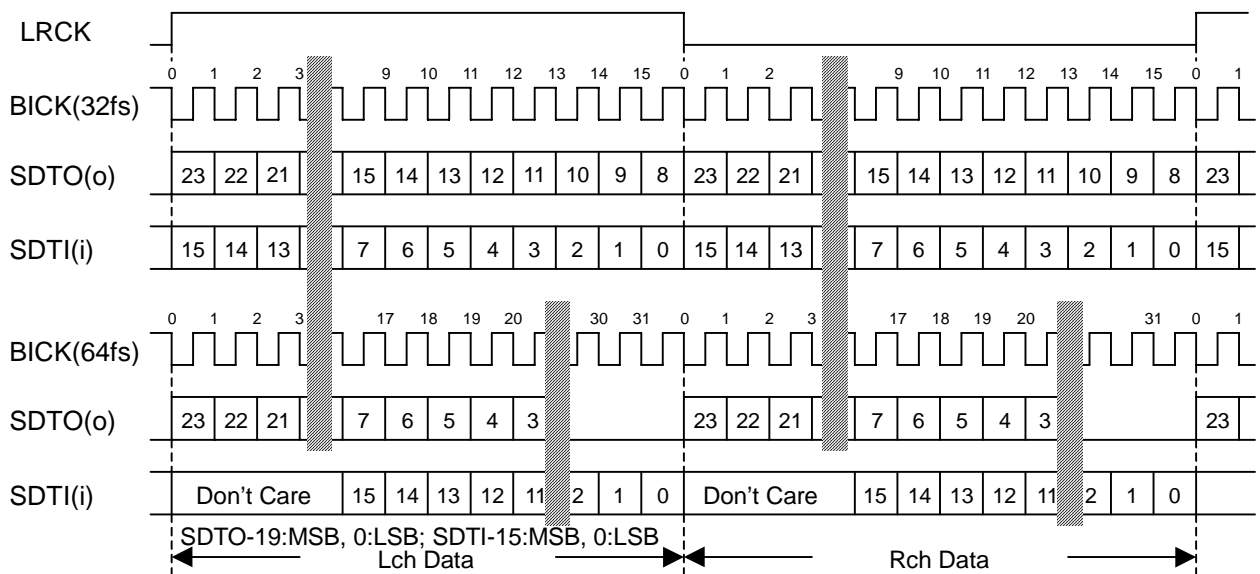 LRCK
0 1 2 3 9 10 11 12 13 14 15 0 1 2 9 10 11 12 13 14 15 0 1
BICK(32fs)
SDTO(o) 23 22 21 15 14 13 12 11 10 9 8 23 22 21 15 14 13 12 11 10 9 8 23
SDTI(i) 15 14 13 7 6 5 4 3 2 1 0 15 14 13 7 6 5 4 3 2 1 0 15
0 1 2 3 17 18 19 20 30 31 0 1 2 3 17 18 19 20 31 0 1
BICK(64fs)
SDTO(o) 23 22 21 7 6 5 4 3 23 22 21 7 6 5 4 3 23
SDTI(i) Don't Care 15 14 13 12 11 2 1 0 Don't Care 15 14 13 12 11 2 1 0
SDTO-19:MSB, 0:LSB; SDTI-15:MSB, 0:LSB
Lch Data Rch Data